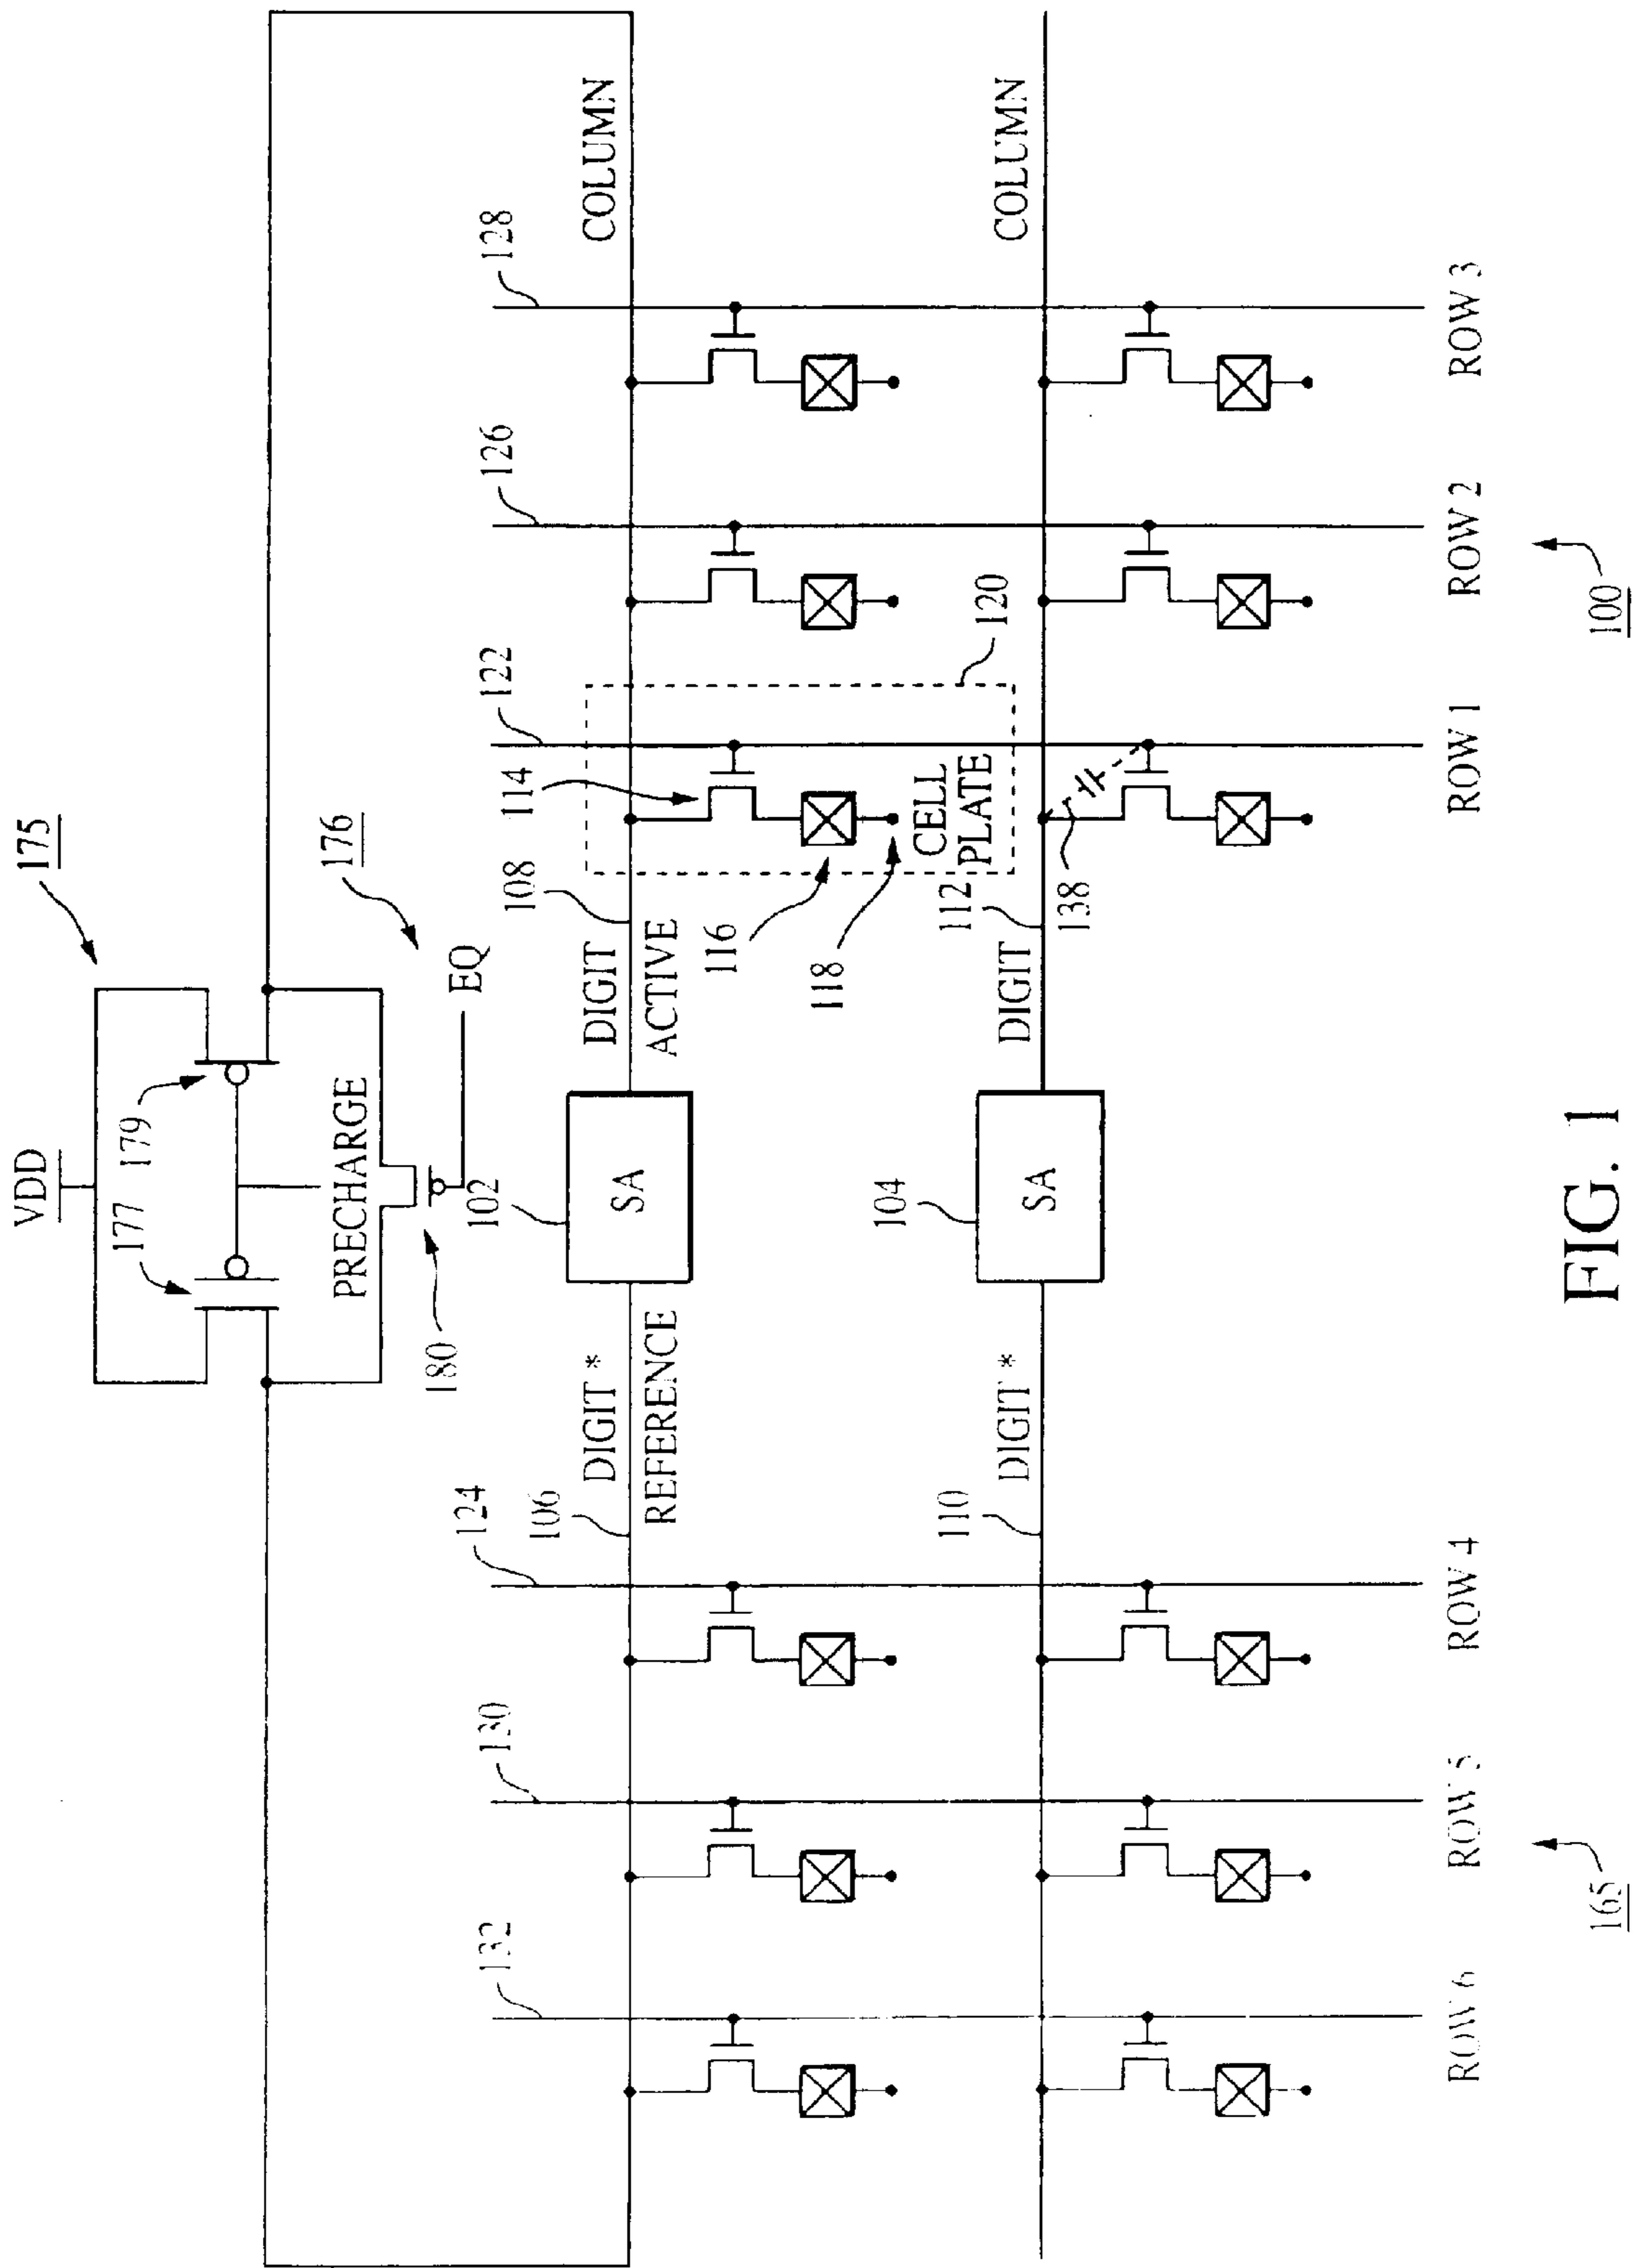 VDD
175
177
179
PRECHARGE
176
180
EQ
132
130
124
102
122
126
128
106
DIGIT *
REFERENCE
SA
DIGIT
ACTIVE
108
114
COLUMN
116
118
CELL
PLATE
120
110
DIGIT *
104
SA
DIGIT
112
138
COLUMN
ROW 6
ROW 5
ROW 4
ROW 1
ROW 2
ROW 3
165
100
FIG. 1